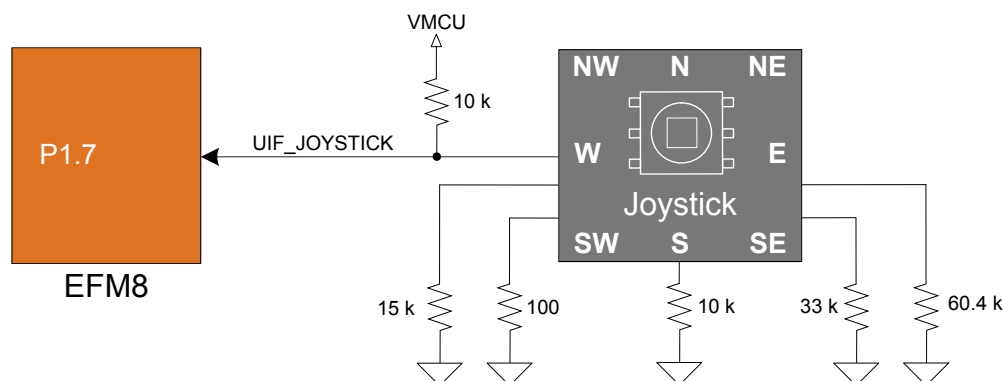 VMCU
10 k
NW N NE
P1.7
UIF_JOYSTICK
W E
Joystick
SW S SE
EFM8
15 k 100 10 k 33 k 60.4 k